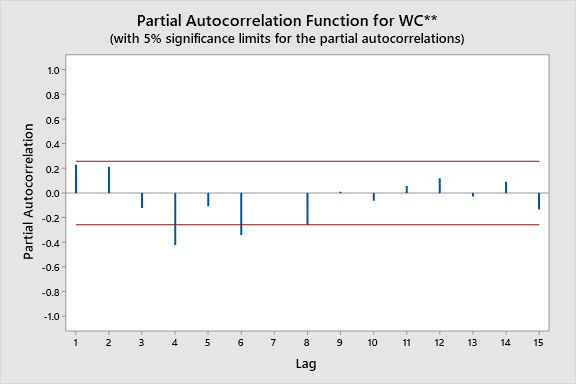 Partial Autocorrelation Function for WC**
(with 5% significance limits for the partial autocorrelations)
1.0
0.8
0.6
0.4
0.2
0.0
-0.2
-0.4
-0.6
-0.8
-1.0
Partial Autocorrelation
1 2 3 4 5 6 7 8 9 10 11 12 13 14 15
Lag